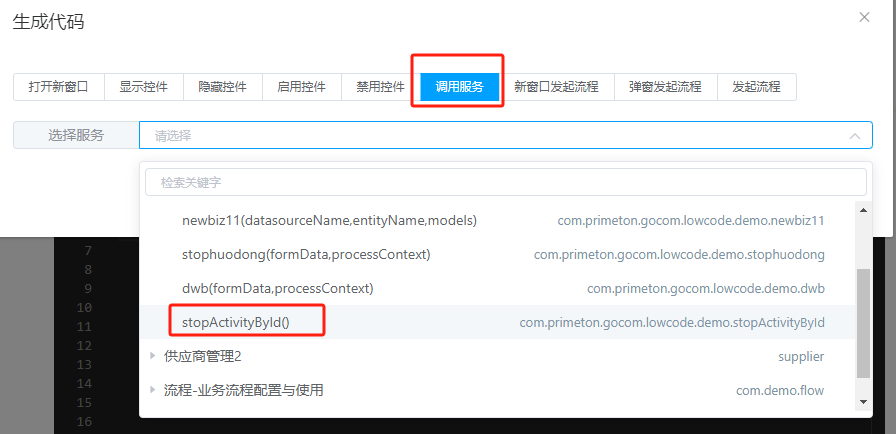 生成代码
打开新窗口 显示控件 隐藏控件 启用控件 禁用控件 调用服务 新窗口发起流程 弹窗发起流程 发起流程
选择服务 请选择
检索关键字
newbiz11(datasourceName,entityName,models) com.primeton.gocom.lowcode.demo.newbiz11
stophuodong(formData,processContext) com.primeton.gocom.lowcode.demo.stophuodong
dwb(formData,processContext) com.primeton.gocom.lowcode.demo.dwb
stopActivityById() com.primeton.gocom.lowcode.demo.stopActivityById
供应商管理2 supplier
流程-业务流程配置与使用 com.demo.flow
7
8
9
10
11
12
13
14
15
16